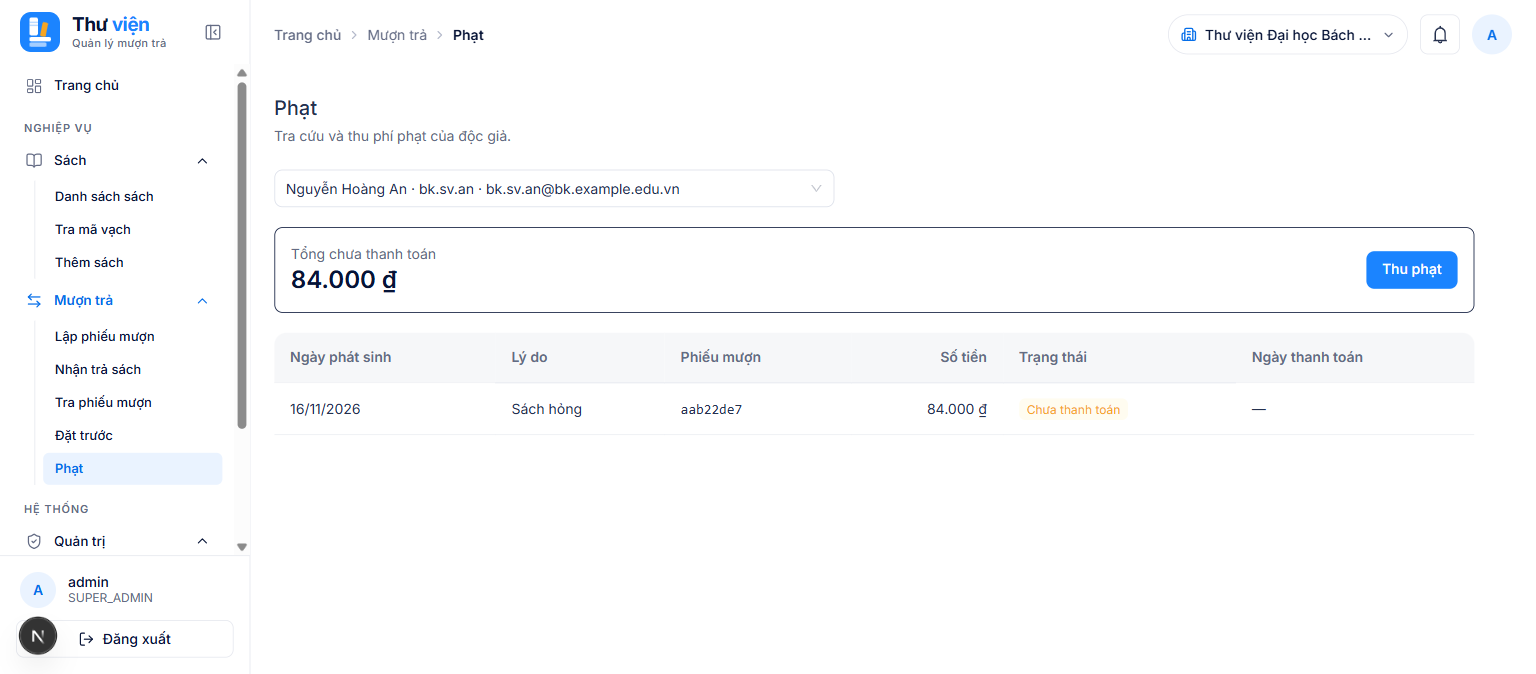 Thư viện
Quản lý mượn trả
Trang chủ
NGHIỆP VỤ
Sách
Danh sách sách
Tra mã vạch
Thêm sách
Mượn trả
Lập phiếu mượn
Nhận trả sách
Tra phiếu mượn
Đặt trước
Phạt
HỆ THỐNG
Quản trị
A
admin
SUPER_ADMIN
N
Đăng xuất
Trang chủ > Mượn trả > Phạt
Thư viện Đại học Bách ...
A
Phạt
Tra cứu và thu phí phạt của độc giả.
Nguyễn Hoàng An · bk.sv.an · bk.sv.an@bk.example.edu.vn
Tổng chưa thanh toán
84.000 ₫
Thu phạt
Ngày phát sinh Lý do Phiếu mượn Số tiền Trạng thái Ngày thanh toán
16/11/2026 Sách hỏng aab22de7 84.000 ₫ Chưa thanh toán —